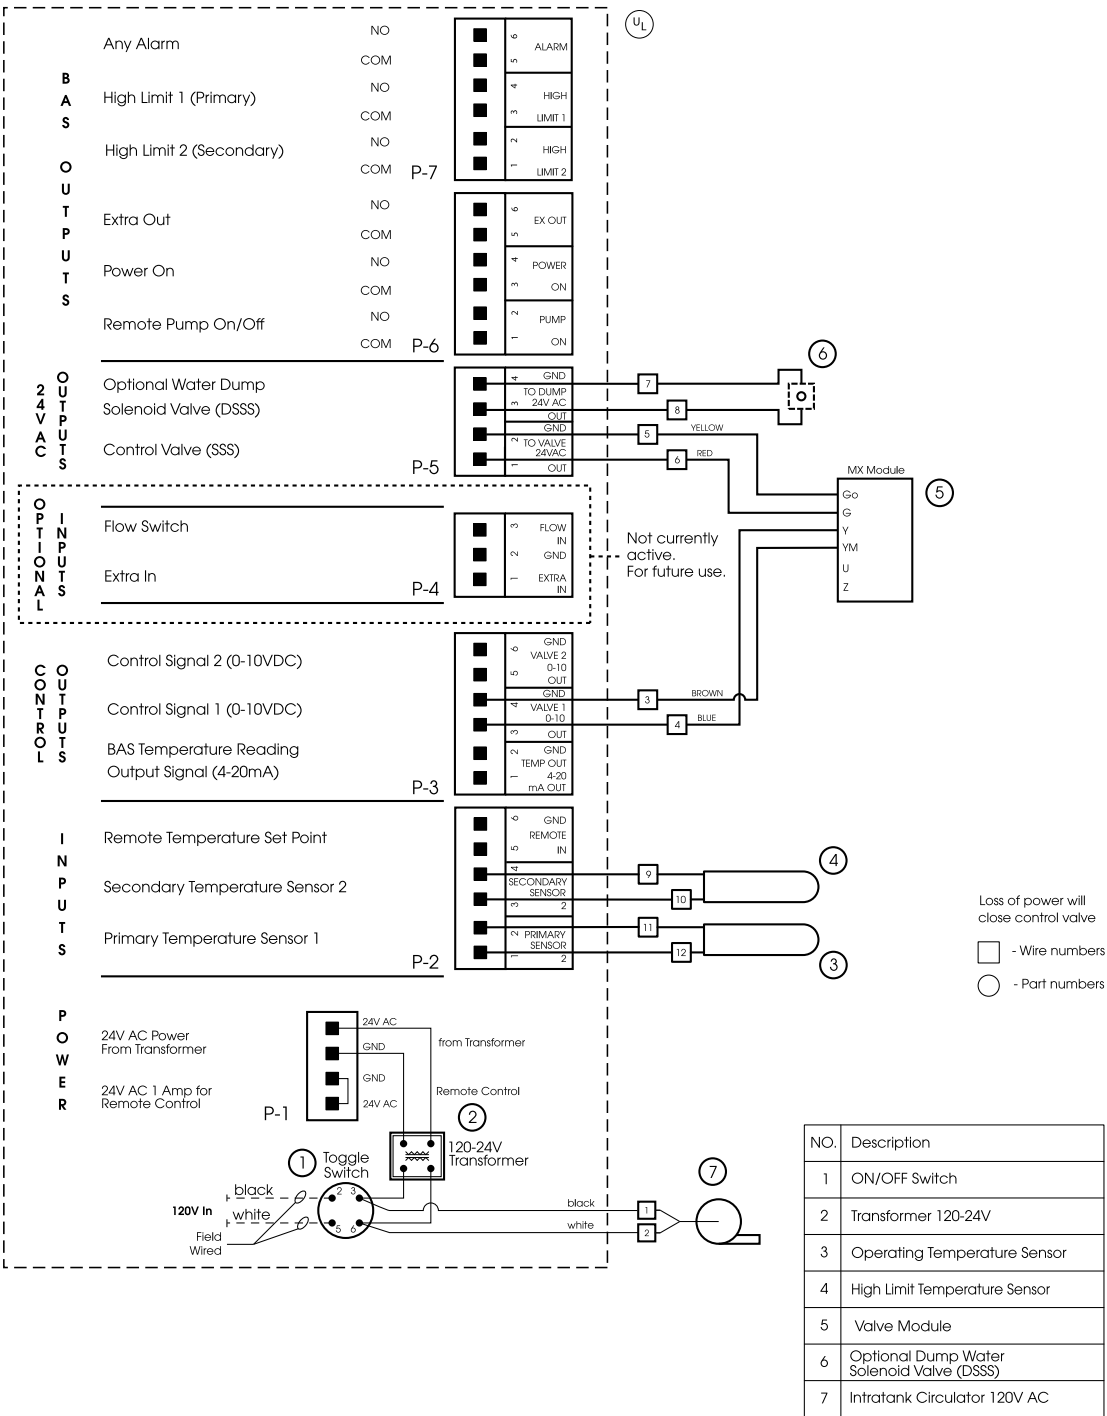 UL
BAS OUTPUTS
Any Alarm
NO
COM
High Limit 1 (Primary)
NO
COM
High Limit 2 (Secondary)
NO
COM
P-7
6
5
ALARM
4
3
HIGH
LIMIT 1
2
1
HIGH
LIMIT 2
Extra Out
NO
COM
Power On
NO
COM
Remote Pump On/Off
NO
COM
P-6
6
5
EX OUT
4
3
POWER
ON
2
1
PUMP
ON
24V AC
OUTPUTS
Optional Water Dump
Solenoid Valve (DSSS)
Control Valve (SSS)
P-5
4
GND
TO DUMP
3
24V AC
OUT
GND
2
TO VALVE
24VAC
1
OUT
7
8
5
YELLOW
6
RED
6
MX Module
5
Go
G
Y
YM
U
Z
OPTIONAL
INPUTS
Flow Switch
Extra In
P-4
3
FLOW
IN
2
GND
1
EXTRA
IN
Not currently
active.
For future use.
CONTROL
OUTPUTS
Control Signal 2 (0-10VDC)
Control Signal 1 (0-10VDC)
BAS Temperature Reading
Output Signal (4-20mA)
P-3
6
GND
VALVE 2
0-10
5
OUT
GND
4
VALVE 1
0-10
3
OUT
2
GND
TEMP OUT
1
4-20
mA OUT
3
BROWN
4
BLUE
INPUTS
Remote Temperature Set Point
Secondary Temperature Sensor 2
Primary Temperature Sensor 1
P-2
6
GND
REMOTE
5
IN
4
SECONDARY
SENSOR
3
2
2
PRIMARY
SENSOR
1
2
9
10
11
12
4
3
Loss of power will
close control valve
- Wire numbers
- Part numbers
POWER
24V AC Power
From Transformer
24V AC 1 Amp for
Remote Control
P-1
24V AC
GND
GND
24V AC
from Transformer
Remote Control
2
120-24V
Transformer
1
Toggle
Switch
2
3
5
6
black
120V In
white
Field
Wired
black
white
1
2
7
NO. Description
1 ON/OFF Switch
2 Transformer 120-24V
3 Operating Temperature Sensor
4 High Limit Temperature Sensor
5 Valve Module
6 Optional Dump Water
Solenoid Valve (DSSS)
7 Intratank Circulator 120V AC